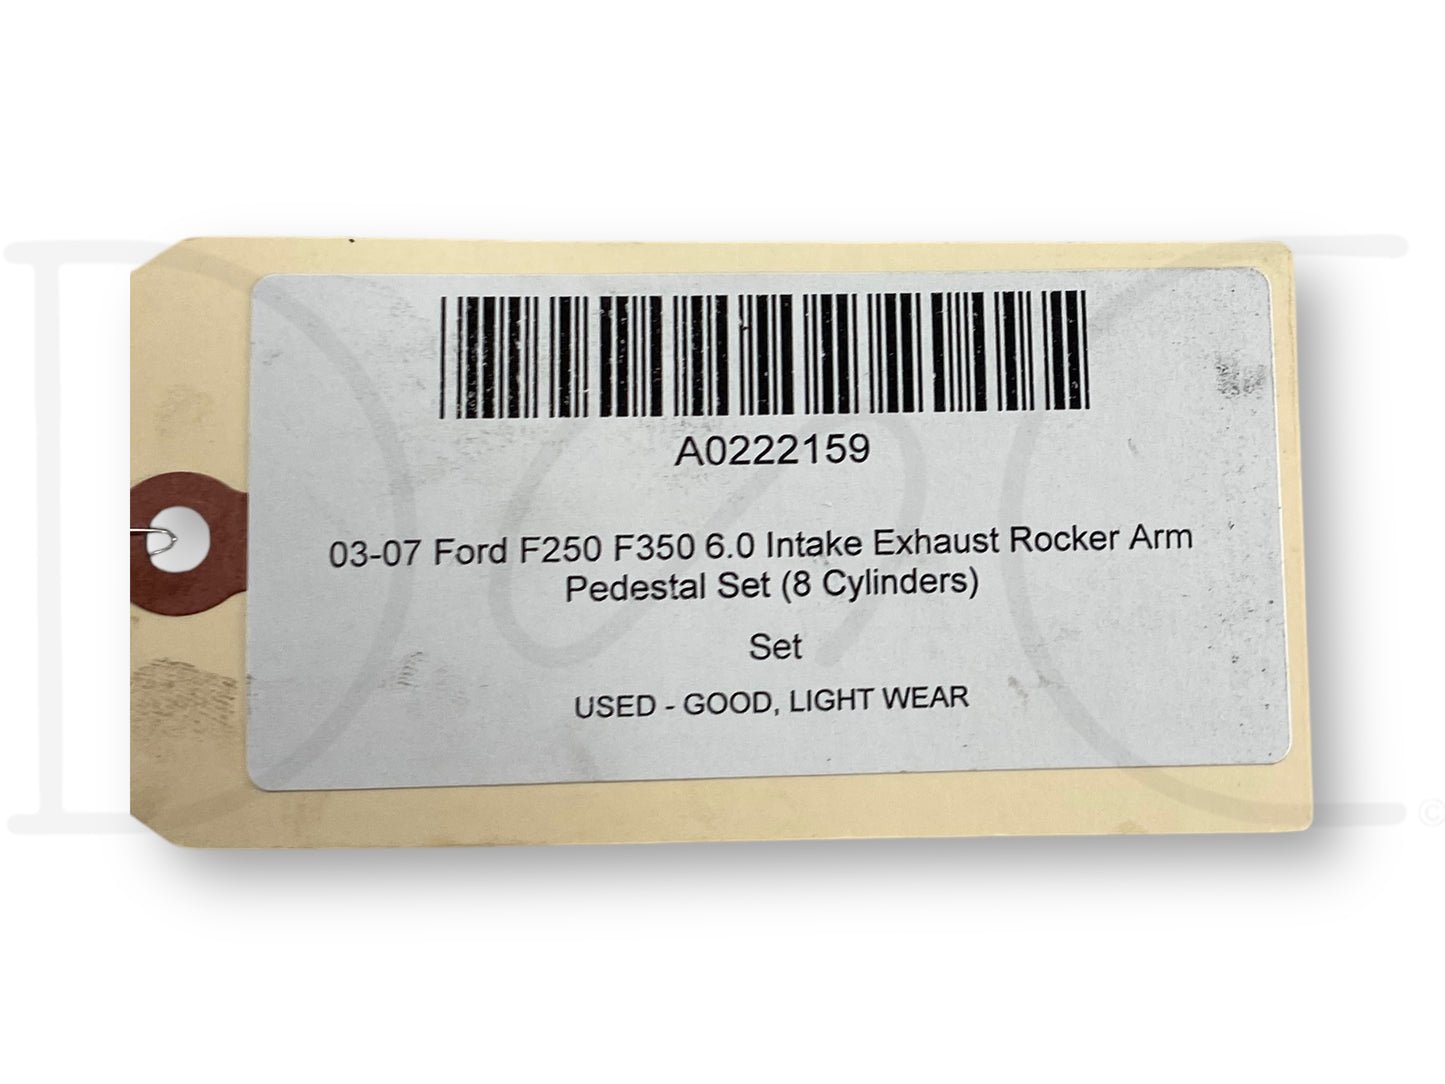 A0222159
03-07 Ford F250 F350 6.0 Intake Exhaust Rocker Arm
Pedestal Set (8 Cylinders)
Set
USED - GOOD, LIGHT WEAR